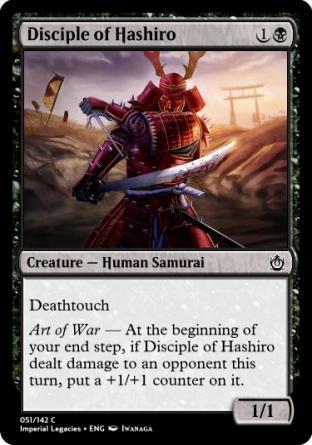 Disciple of Hashiro 1
Creature — Human Samurai
Deathtouch
Art of War — At the beginning of
your end step, if Disciple of Hashiro
dealt damage to an opponent this
turn, put a +1/+1 counter on it.
1/1
051/142 C
Imperial Legacies • ENG IWANAGA